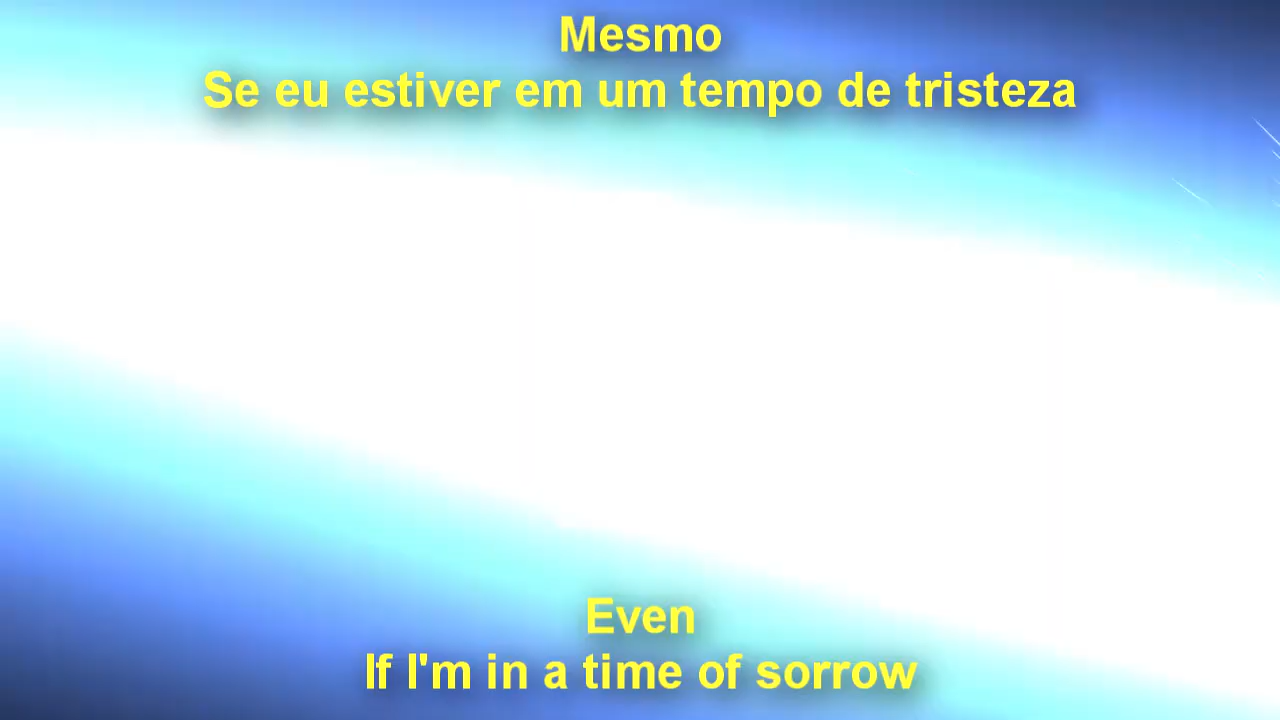 Mesmo
Se eu estiver em um tempo de tristeza
Even
If I'm in a time of sorrow